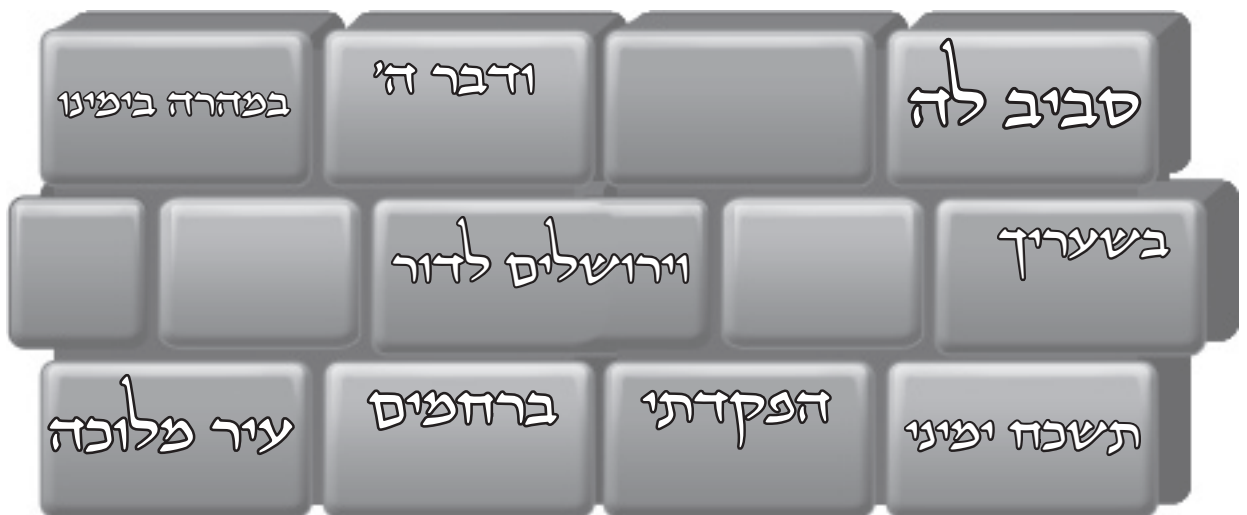 סביב לה
ודבר ה'
במהרה בימינו
בשעריך
וירושלים לדור
תשכח ימיני
הפקדתי
ברחמים
עיר מלוכה